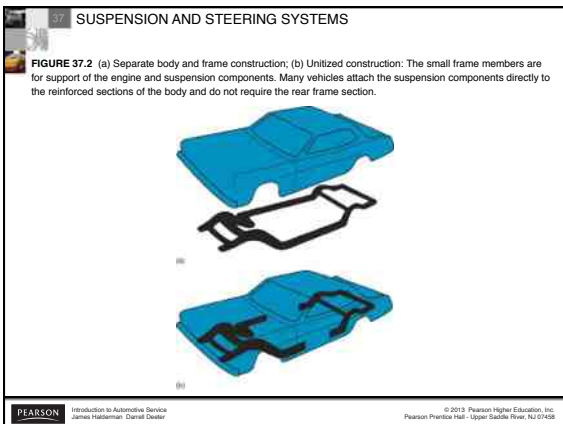 37 SUSPENSION AND STEERING SYSTEMS
FIGURE 37.2 (a) Separate body and frame construction; (b) Unitized construction: The small frame members are
for support of the engine and suspension components. Many vehicles attach the suspension components directly to
the reinforced sections of the body and do not require the rear frame section.
(a)
(b)
PEARSON
Introduction to Automotive Service
James Halderman Darrell Deeter
© 2013 Pearson Higher Education, Inc.
Pearson Prentice Hall - Upper Saddle River, NJ 07458